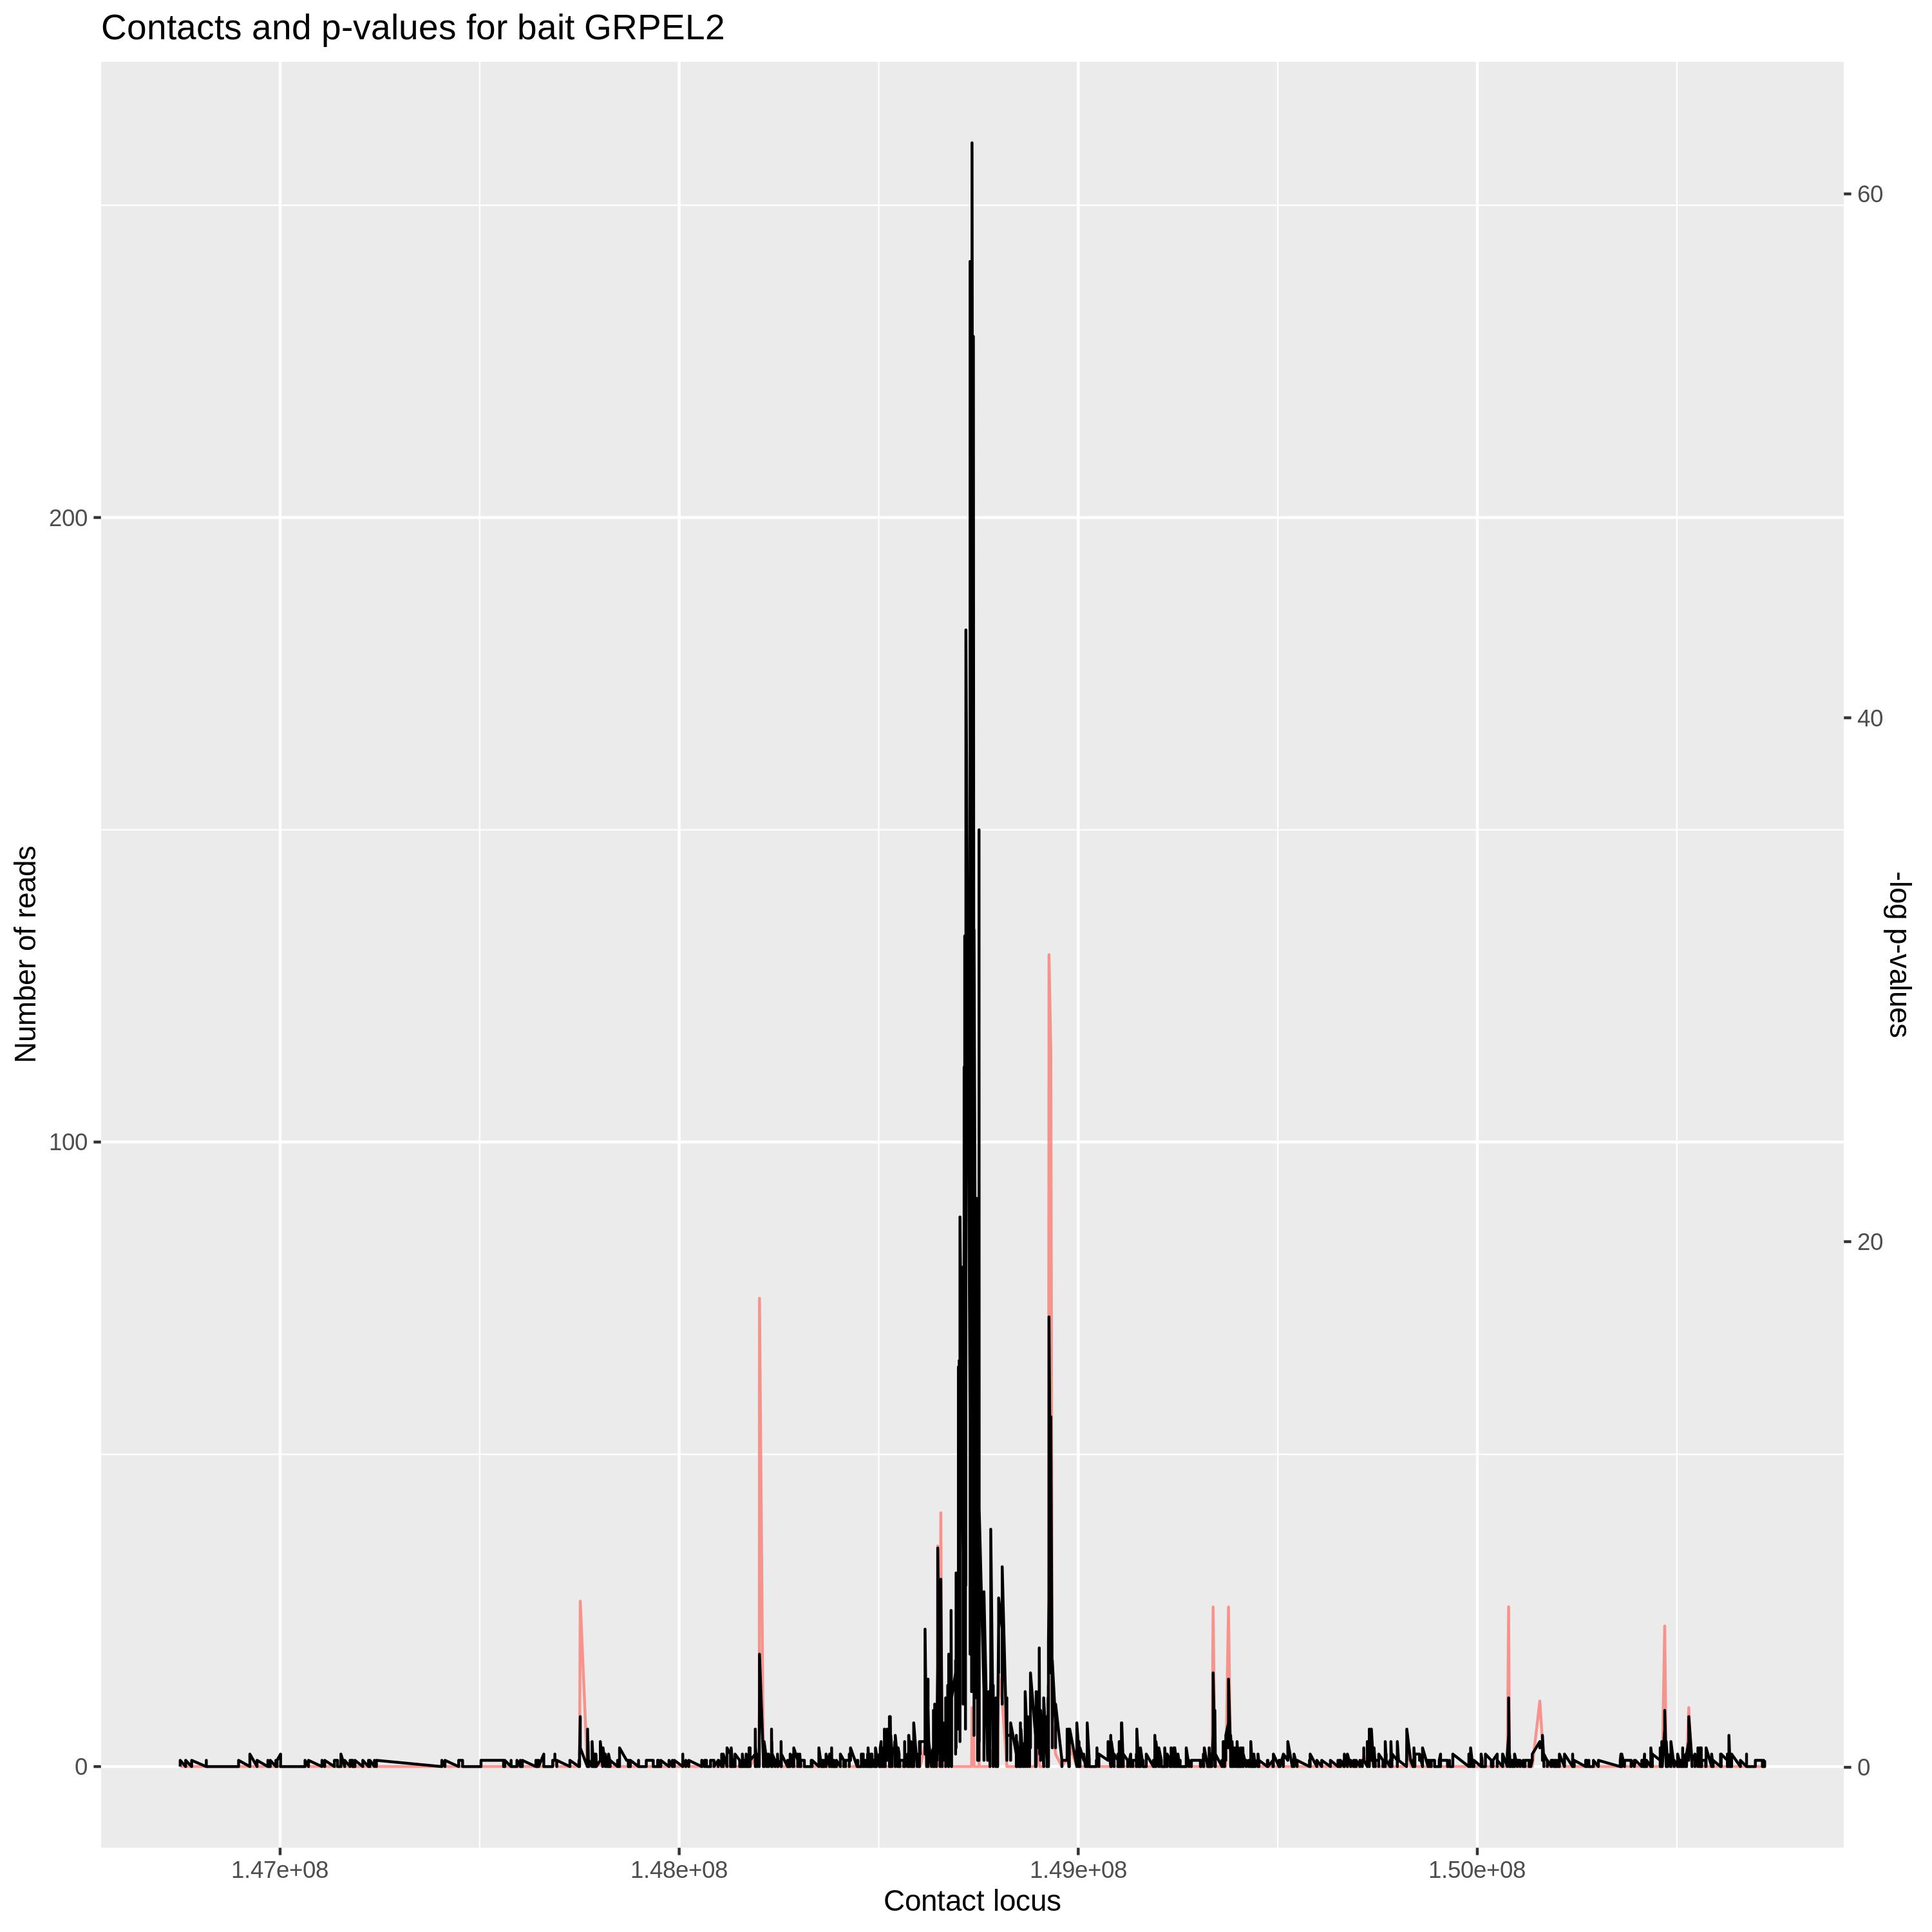 Contacts and p-values for bait GRPEL2
Number of reads
200
100
0
60
40
20
0
-log p-values
1.47e+08
1.48e+08
1.49e+08
1.50e+08
Contact locus